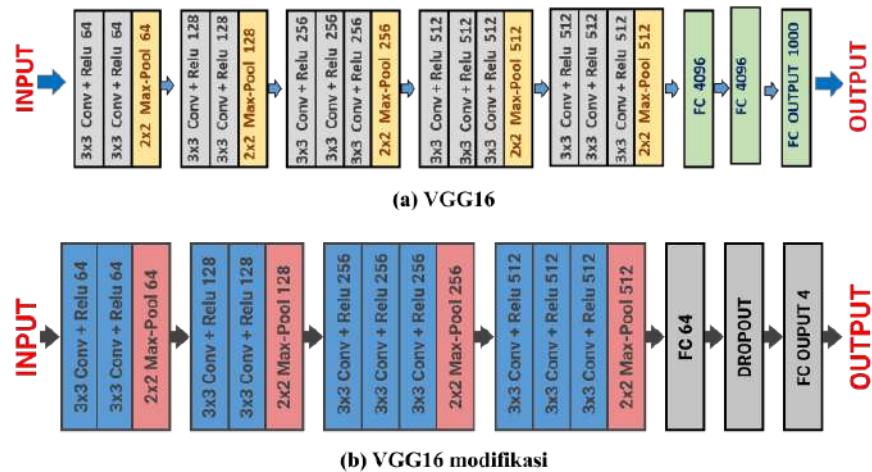 INPUT
3x3 Conv + Relu 64
3x3 Conv + Relu 64
2x2 Max-Pool 64
3x3 Conv + Relu 128
3x3 Conv + Relu 128
2x2 Max-Pool 128
3x3 Conv + Relu 256
3x3 Conv + Relu 256
3x3 Conv + Relu 256
2x2 Max-Pool 256
3x3 Conv + Relu 512
3x3 Conv + Relu 512
3x3 Conv + Relu 512
2x2 Max-Pool 512
3x3 Conv + Relu 512
3x3 Conv + Relu 512
3x3 Conv + Relu 512
2x2 Max-Pool 512
FC 4096
FC 4096
FC OUTPUT 1000
OUTPUT
(a) VGG16
INPUT
3x3 Conv + Relu 64
3x3 Conv + Relu 64
2x2 Max-Pool 64
3x3 Conv + Relu 128
3x3 Conv + Relu 128
2x2 Max-Pool 128
3x3 Conv + Relu 256
3x3 Conv + Relu 256
3x3 Conv + Relu 256
2x2 Max-Pool 256
3x3 Conv + Relu 512
3x3 Conv + Relu 512
3x3 Conv + Relu 512
2x2 Max-Pool 512
FC 64
DROPOUT
FC OUPUT 4
OUTPUT
(b) VGG16 modifikasi